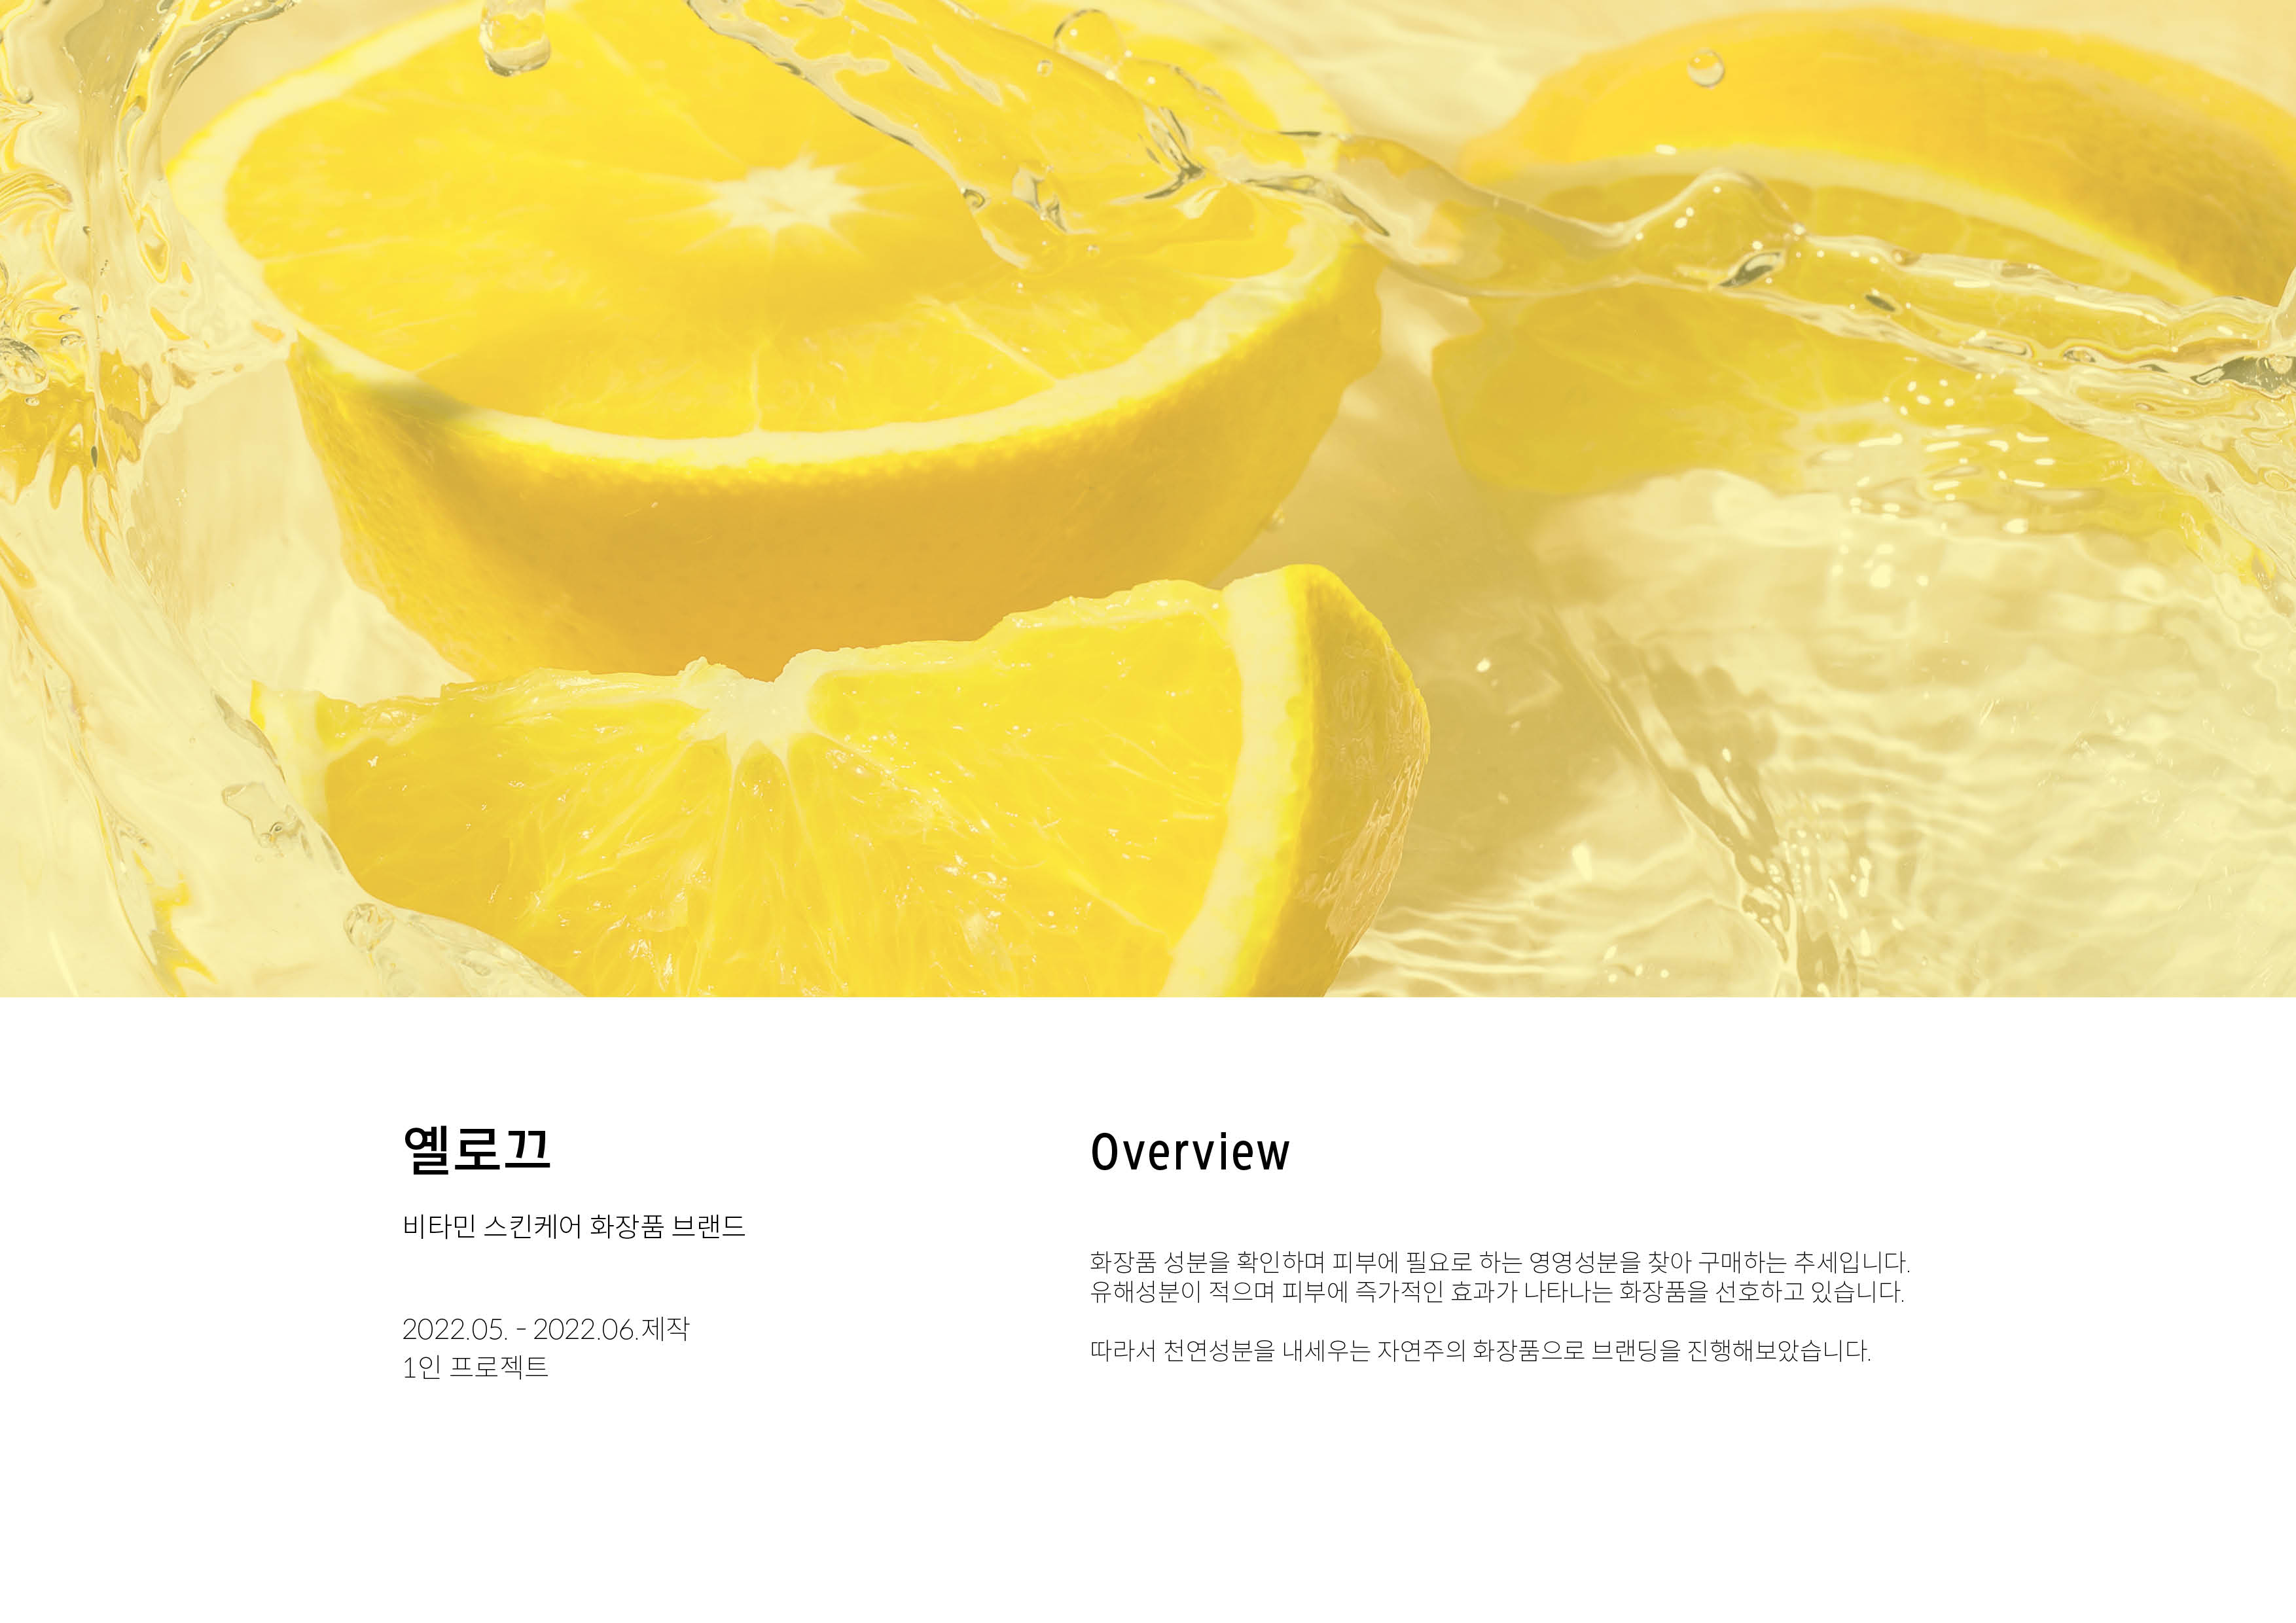 옐로끄
비타민 스킨케어 화장품 브랜드
2022.05. - 2022.06.제작
1인 프로젝트
Overview
화장품 성분을 확인하며 피부에 필요로 하는 영영성분을 찾아 구매하는 추세입니다.
유해성분이 적으며 피부에 즉가적인 효과가 나타나는 화장품을 선호하고 있습니다.
따라서 천연성분을 내세우는 자연주의 화장품으로 브랜딩을 진행해보았습니다.